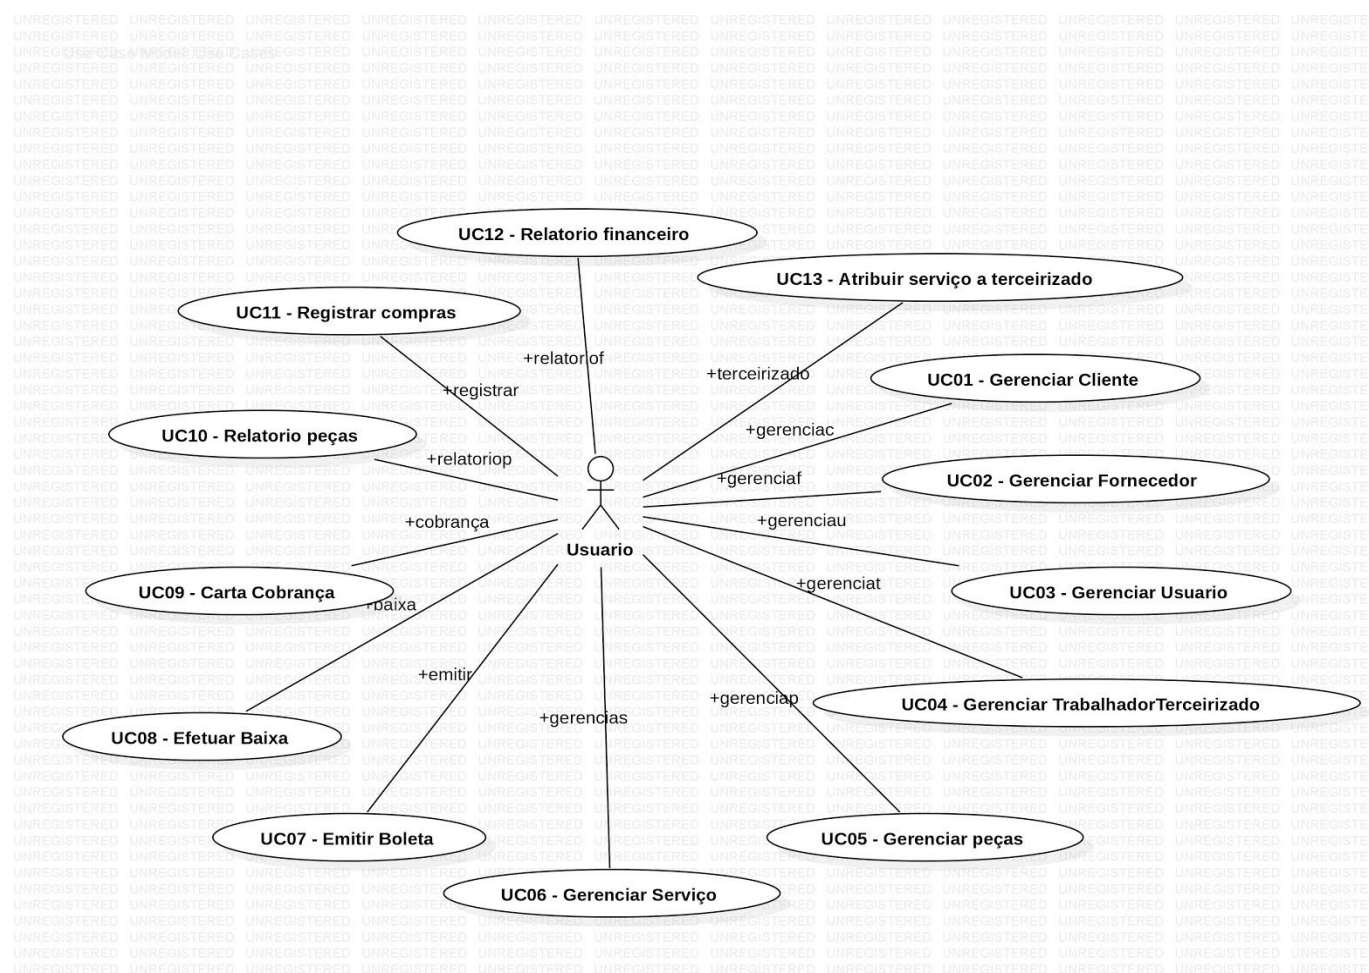 Use Case Model: Use Cases
UC12 - Relatorio financeiro
UC13 - Atribuir serviço a terceirizado
UC11 - Registrar compras
+relatoriof
+terceirizado
UC01 - Gerenciar Cliente
+registrar
+gerenciac
UC10 - Relatorio peças
+relatoriop
+gerenciaf
UC02 - Gerenciar Fornecedor
+cobrança
+gerenciau
Usuario
+gerenciat
UC09 - Carta Cobrança
+baixa
UC03 - Gerenciar Usuario
+emitir
+gerenciap
UC04 - Gerenciar TrabalhadorTerceirizado
+gerencias
UC08 - Efetuar Baixa
UC07 - Emitir Boleta
UC05 - Gerenciar peças
UC06 - Gerenciar Serviço
UNREGISTERED